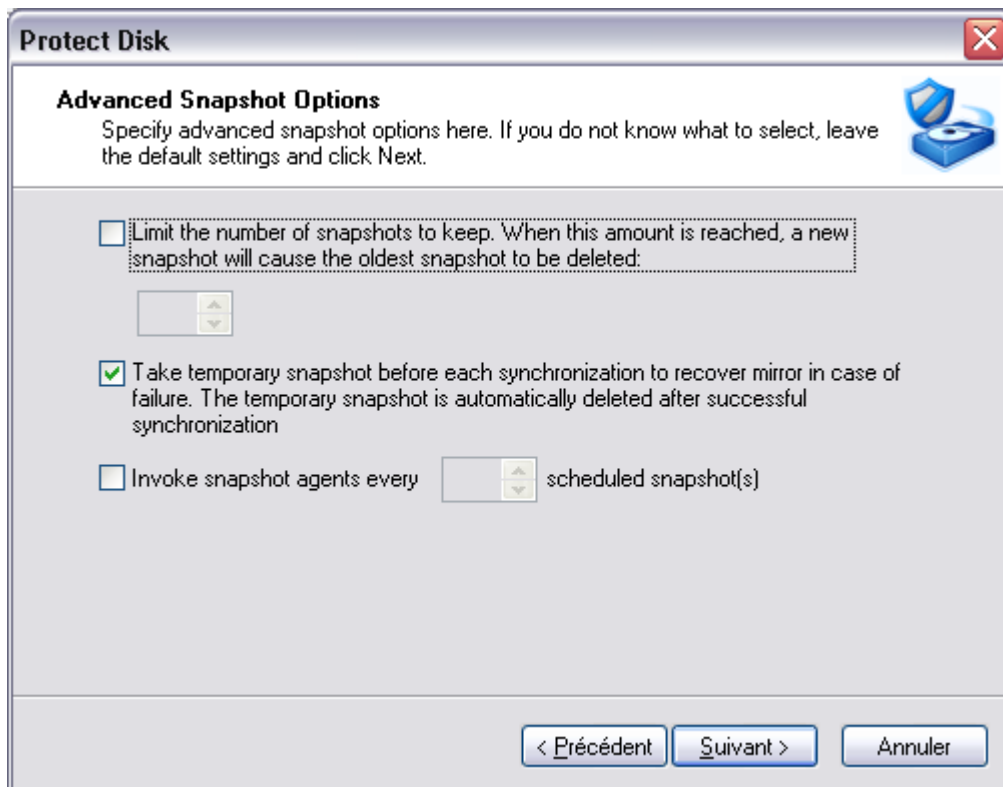 Protect Disk
Advanced Snapshot Options
Specify advanced snapshot options here. If you do not know what to select, leave
the default settings and click Next.
Limit the number of snapshots to keep. When this amount is reached, a new
snapshot will cause the oldest snapshot to be deleted:
Take temporary snapshot before each synchronization to recover mirror in case of
failure. The temporary snapshot is automatically deleted after successful
synchronization
Invoke snapshot agents every scheduled snapshot(s)
< Précédent Suivant > Annuler